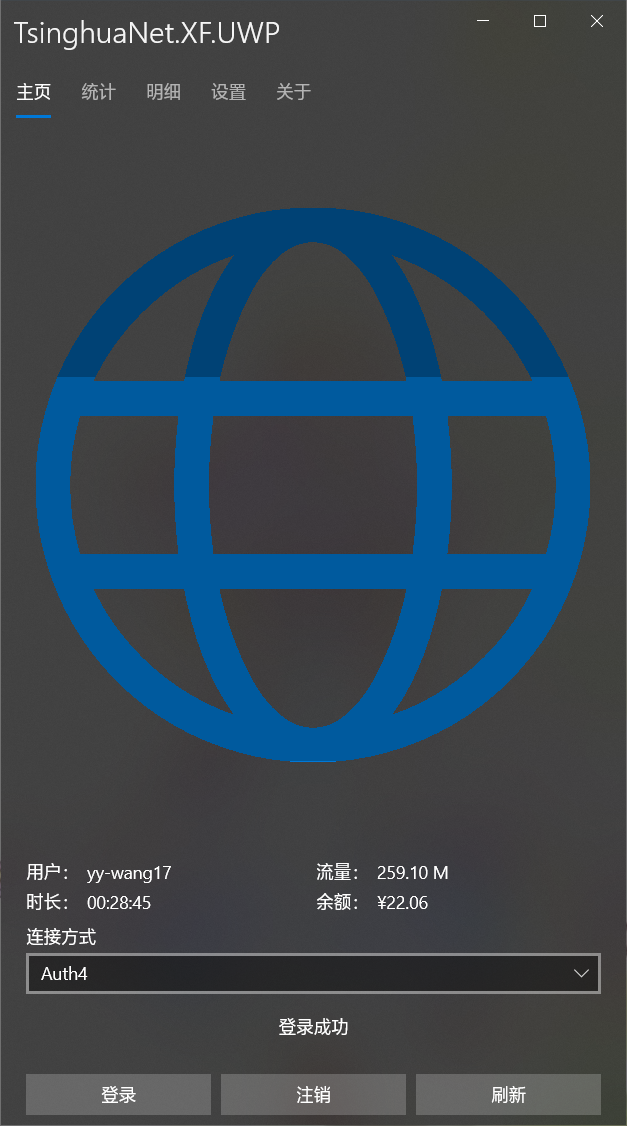 TsinghuaNet.XF.UWP
主页 统计 明细 设置 关于
用户： yy-wang17 流量： 259.10 M
时长： 00:28:45 余额： ¥22.06
连接方式
Auth4
登录成功
登录 注销 刷新